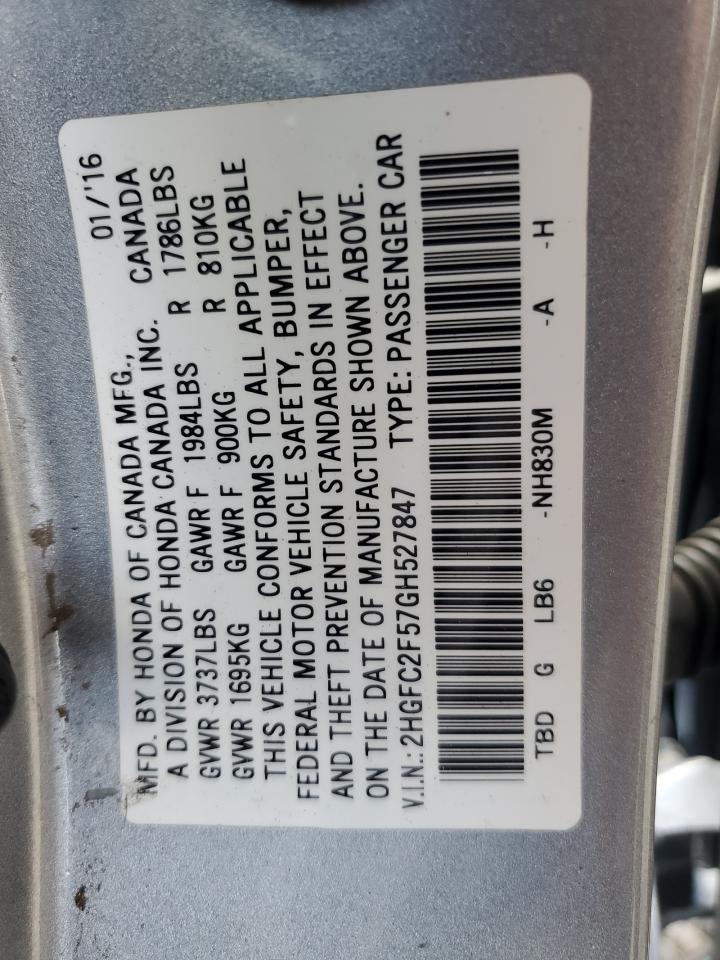 01/'16
MFD. BY HONDA OF CANADA MFG.,
A DIVISION OF HONDA CANADA INC. CANADA
GVWR 3737LBS GAWR F 1984LBS R 1786LBS
GVWR 1695KG GAWR F 900KG R 810KG
THIS VEHICLE CONFORMS TO ALL APPLICABLE
FEDERAL MOTOR VEHICLE SAFETY, BUMPER,
AND THEFT PREVENTION STANDARDS IN EFFECT
ON THE DATE OF MANUFACTURE SHOWN ABOVE.
V.I.N.: 2HGFC2F57GH527847 TYPE: PASSENGER CAR
TBD G LB6 -NH830M -A -H